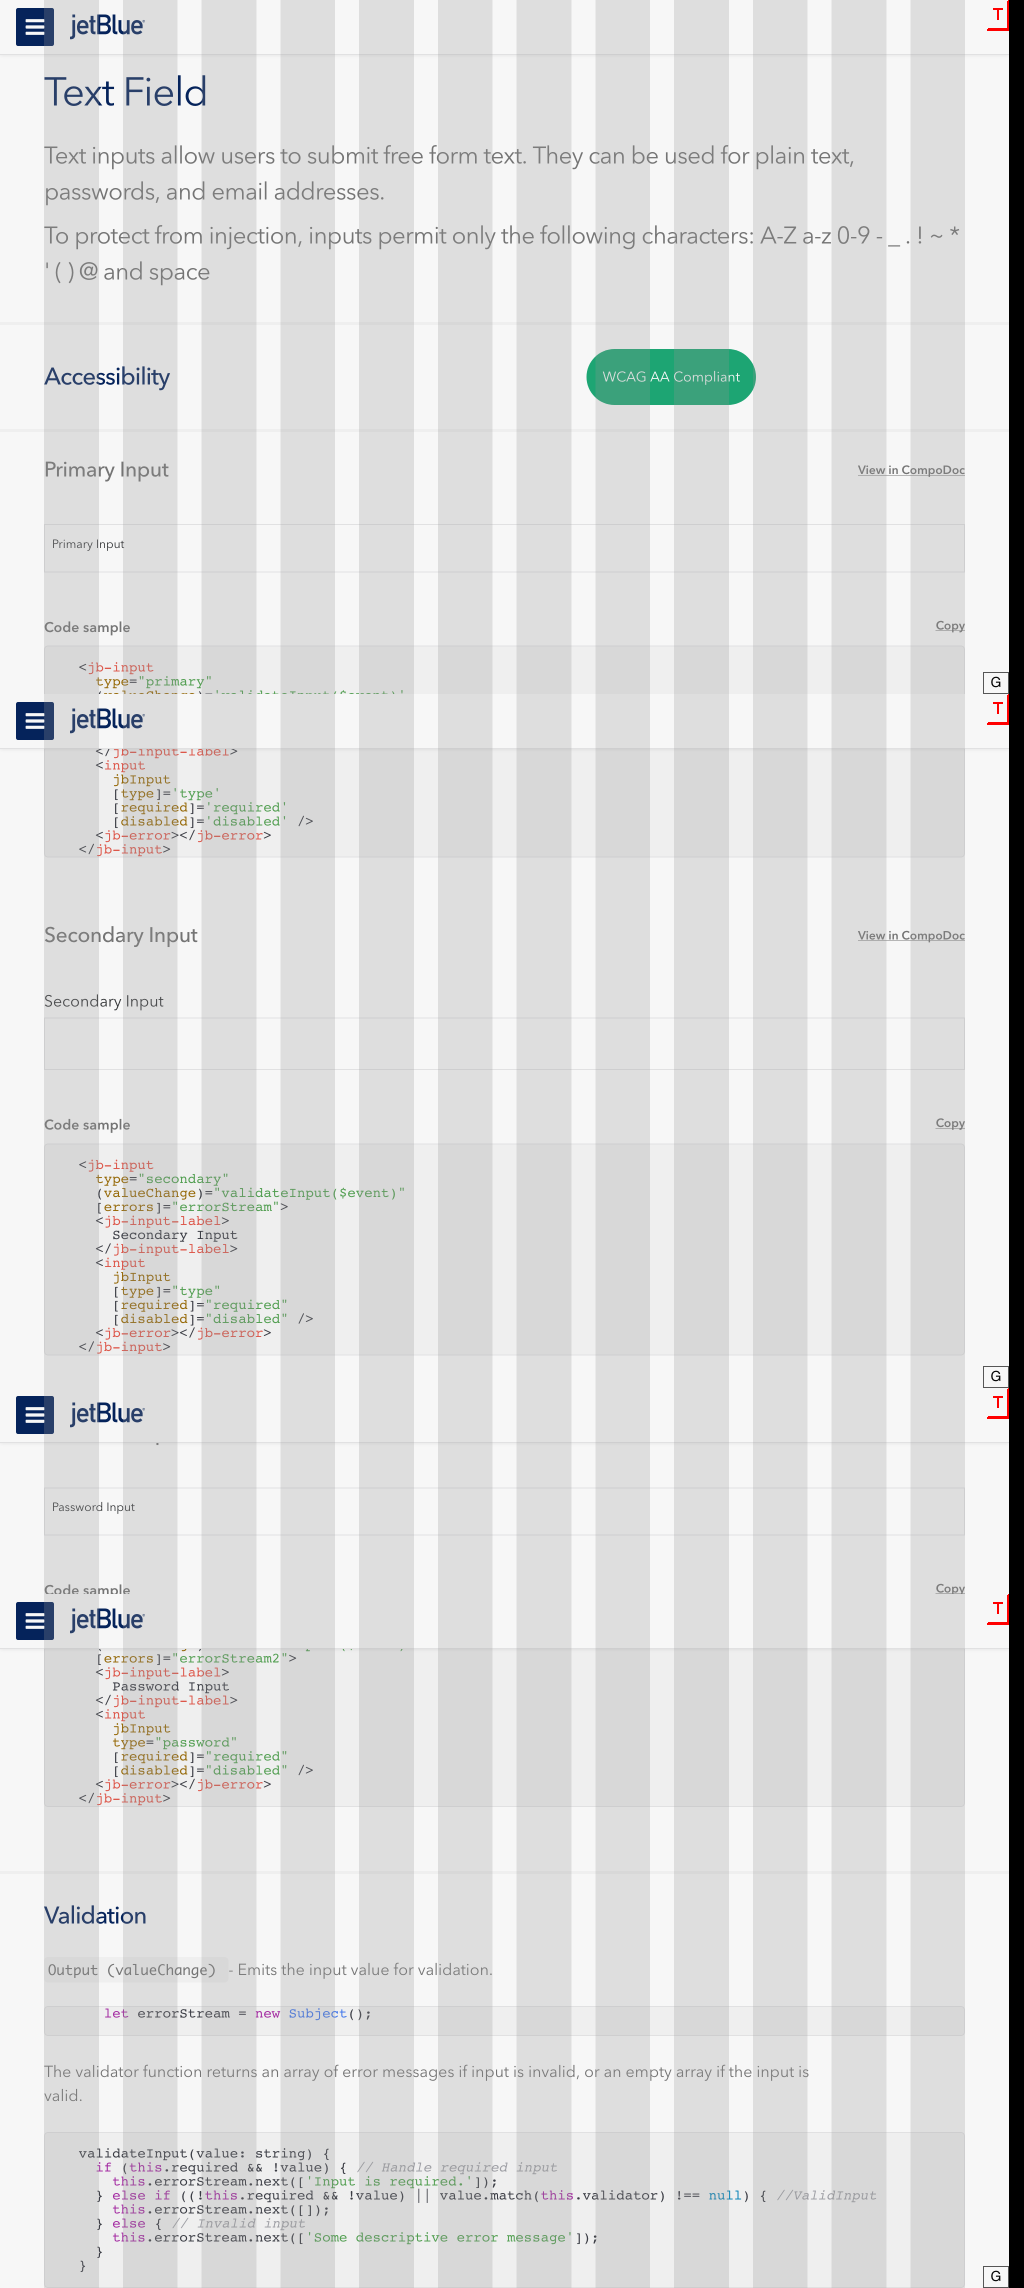 jetBlue
T
Text Field
Text inputs allow users to submit free form text. They can be used for plain text,
passwords, and email addresses.
To protect from injection, inputs permit only the following characters: A-Z a-z 0-9 - _ . ! ~ *
' ( ) @ and space
Accessibility
WCAG AA Compliant
Primary Input
View in CompoDoc
Primary Input
Code sample
Copy
<jb-input
type="primary"
(valueChange)='validateInput($event)'
G
jetBlue
T
</jb-input-label>
<input
jbInput
[type]='type'
[required]='required'
[disabled]='disabled' />
<jb-error></jb-error>
</jb-input>
Secondary Input
View in CompoDoc
Secondary Input
Code sample
Copy
<jb-input
type="secondary"
(valueChange)="validateInput($event)"
[errors]="errorStream">
<jb-input-label>
Secondary Input
</jb-input-label>
<input
jbInput
[type]="type"
[required]="required"
[disabled]="disabled" />
<jb-error></jb-error>
</jb-input>
G
jetBlue
T
Password Input
Code sample
Copy
jetBlue
T
[errors]="errorStream2">
<jb-input-label>
Password Input
</jb-input-label>
<input
jbInput
type="password"
[required]="required"
[disabled]="disabled" />
<jb-error></jb-error>
</jb-input>
Validation
Output (valueChange) - Emits the input value for validation.
let errorStream = new Subject();
The validator function returns an array of error messages if input is invalid, or an empty array if the input is
valid.
validateInput(value: string) {
if (this.required && !value) { // Handle required input
this.errorStream.next(['Input is required.']);
} else if ((!this.required && !value) || value.match(this.validator) !== null) { //ValidInput
this.errorStream.next([]);
} else { // Invalid input
this.errorStream.next(['Some descriptive error message']);
}
}
G